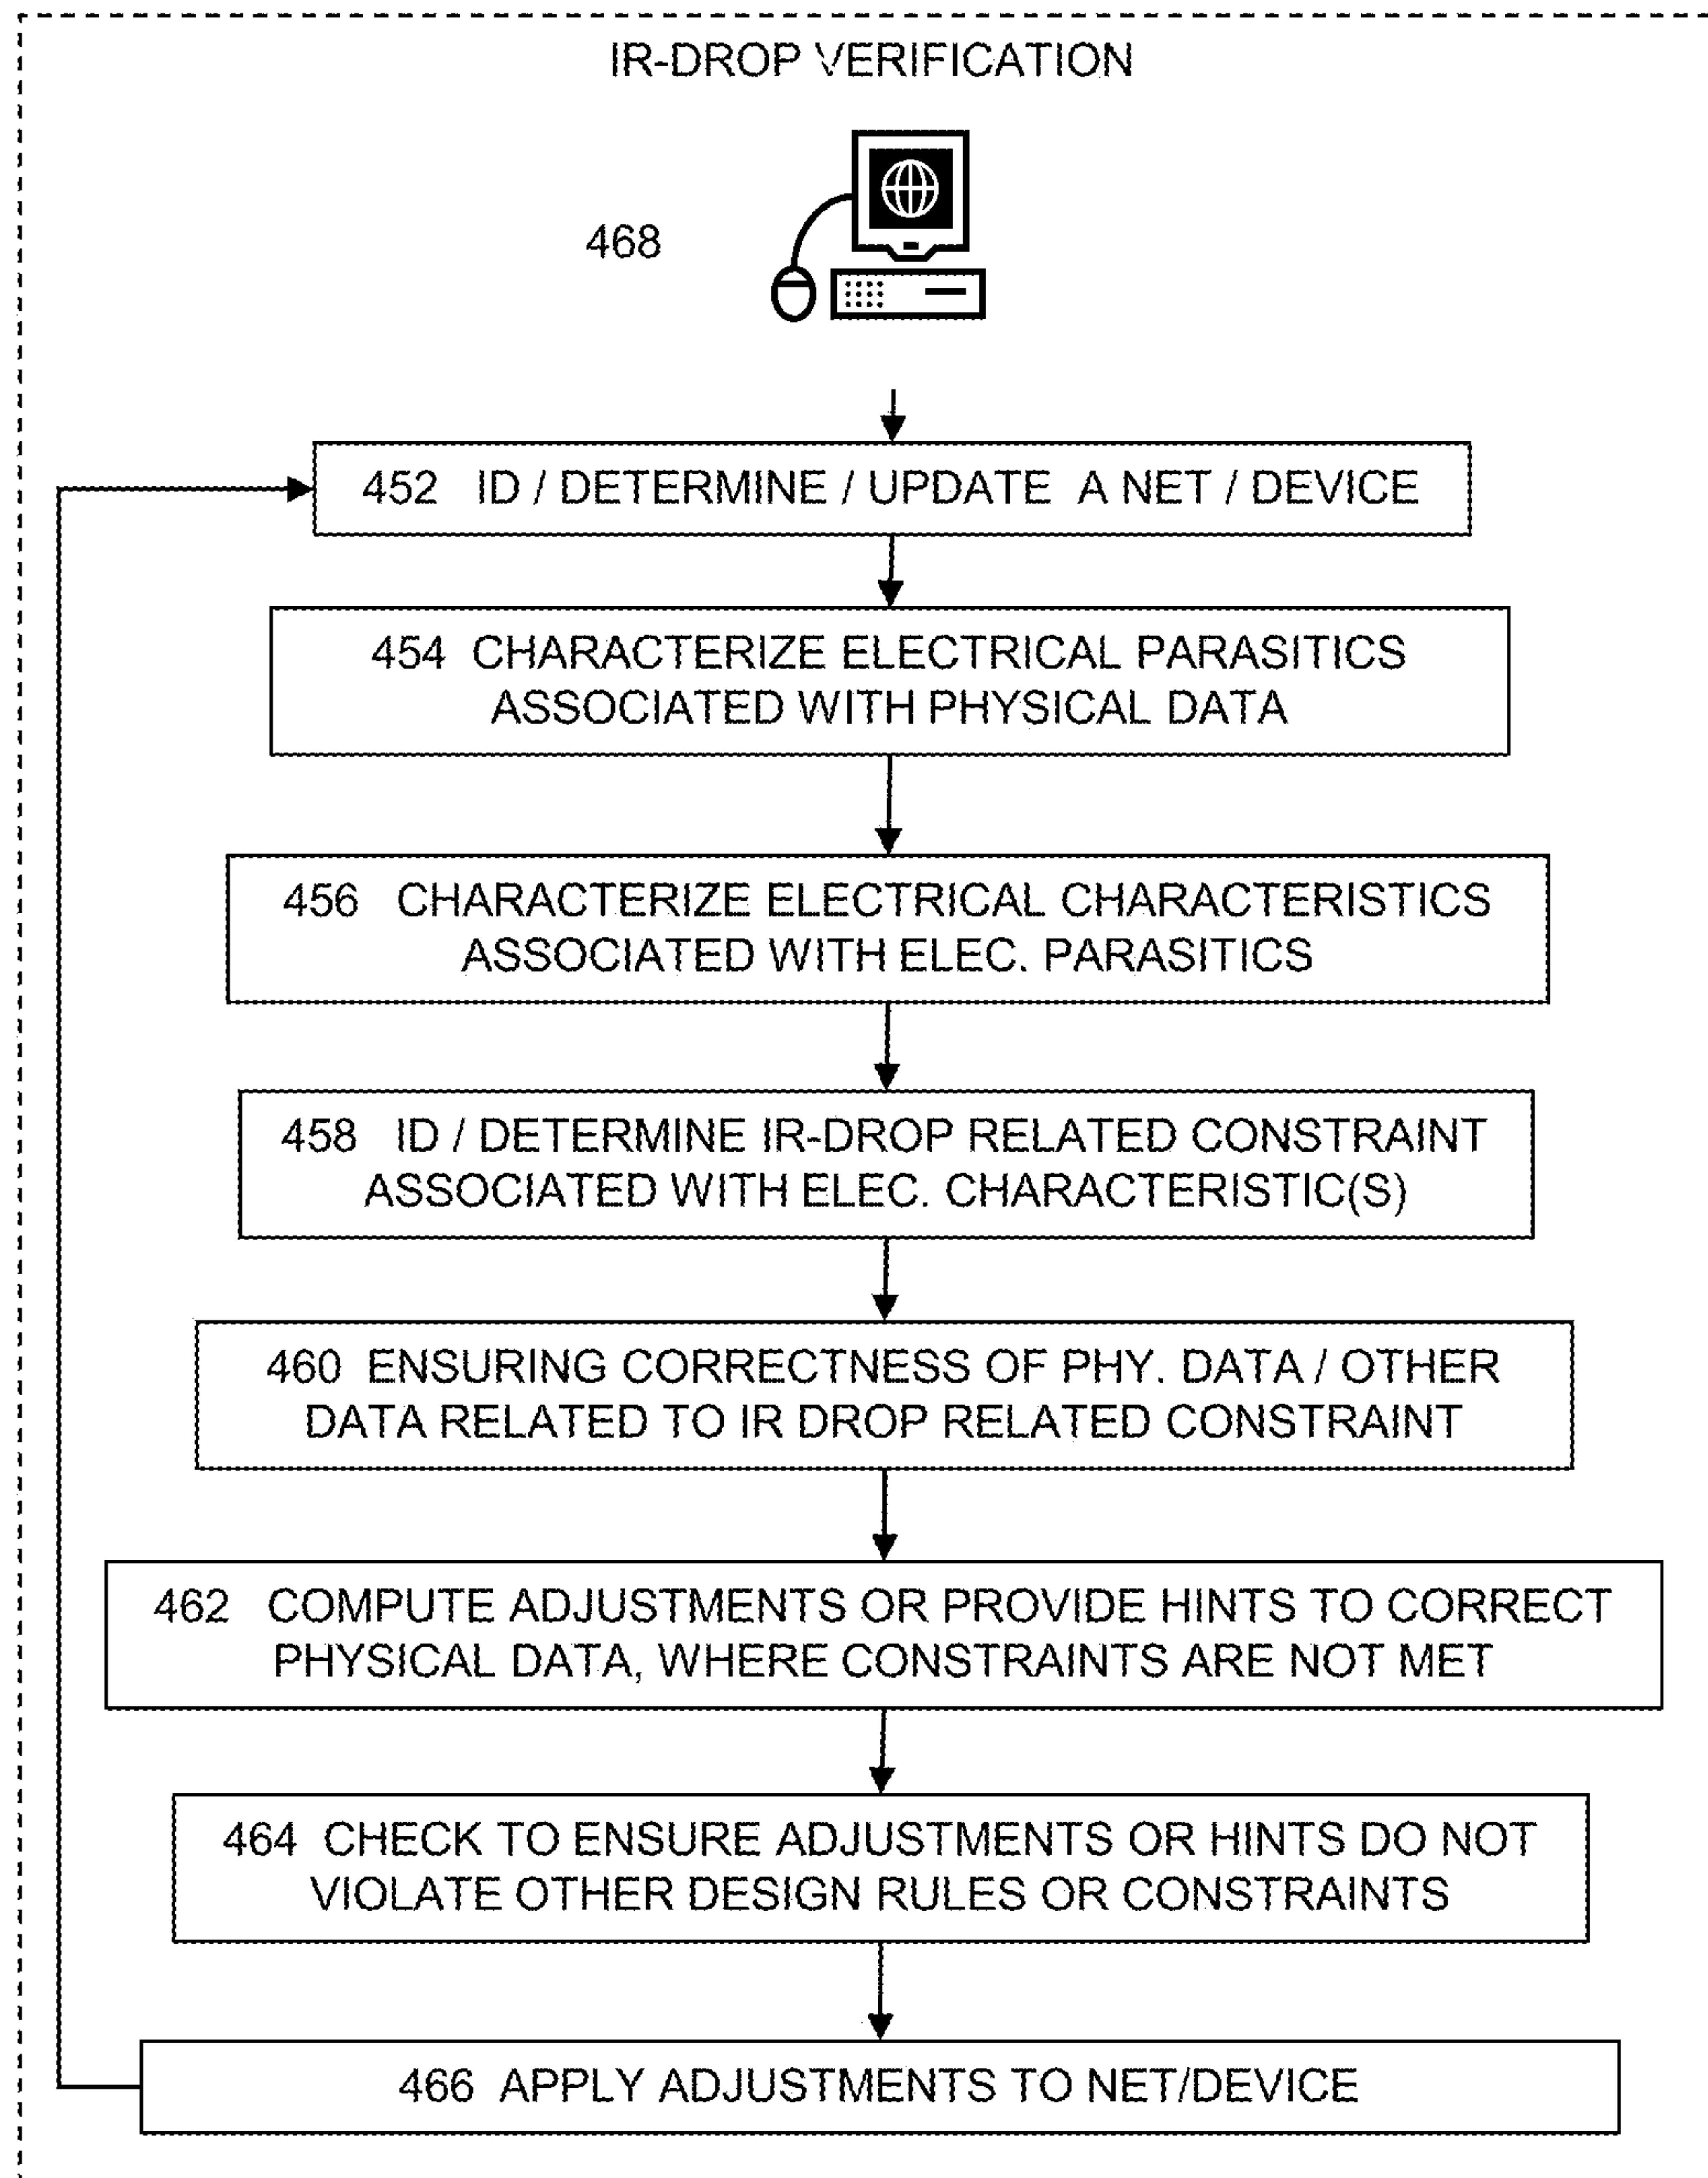 IR-DROP VERIFICATION
468
452 ID / DETERMINE / UPDATE A NET / DEVICE
454 CHARACTERIZE ELECTRICAL PARASITICS
ASSOCIATED WITH PHYSICAL DATA
456 CHARACTERIZE ELECTRICAL CHARACTERISTICS
ASSOCIATED WITH ELEC. PARASITICS
458 ID / DETERMINE IR-DROP RELATED CONSTRAINT
ASSOCIATED WITH ELEC. CHARACTERISTIC(S)
460 ENSURING CORRECTNESS OF PHY. DATA / OTHER
DATA RELATED TO IR DROP RELATED CONSTRAINT
462 COMPUTE ADJUSTMENTS OR PROVIDE HINTS TO CORRECT
PHYSICAL DATA, WHERE CONSTRAINTS ARE NOT MET
464 CHECK TO ENSURE ADJUSTMENTS OR HINTS DO NOT
VIOLATE OTHER DESIGN RULES OR CONSTRAINTS
466 APPLY ADJUSTMENTS TO NET/DEVICE